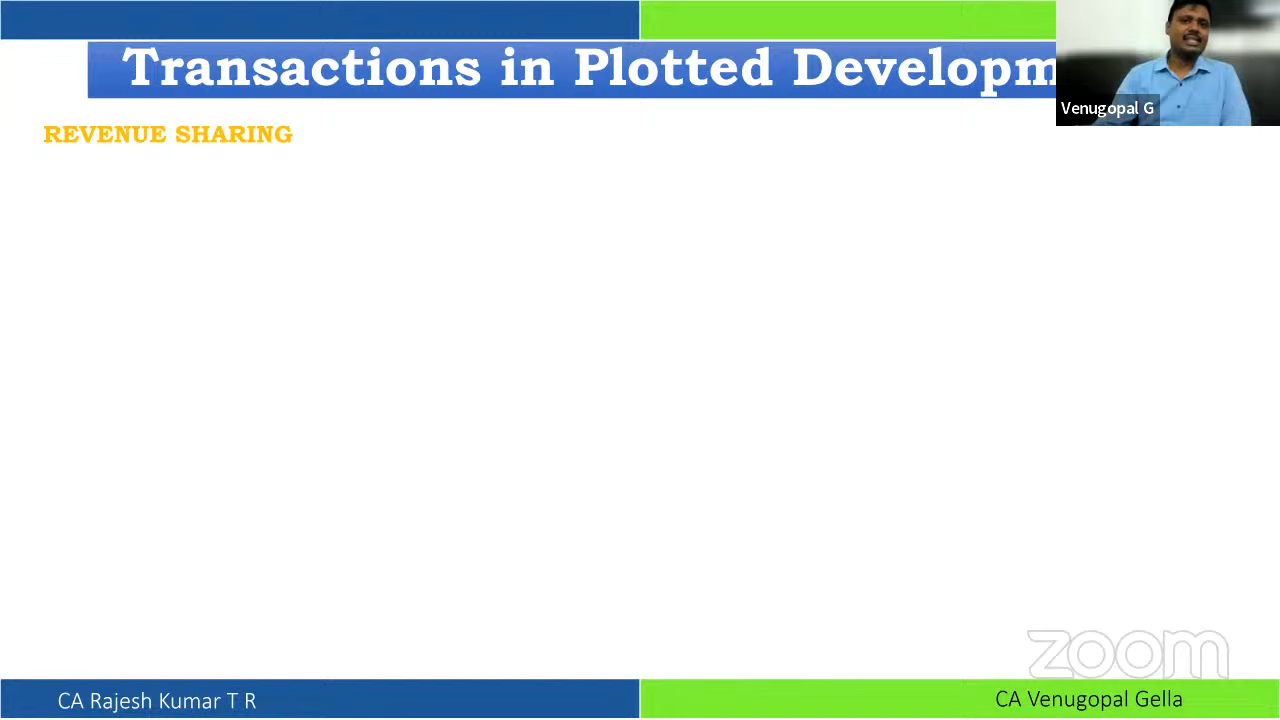 Transactions in Plotted Developm
Venugopal G
REVENUE SHARING
zoom
CA Rajesh Kumar T R
CA Venugopal Gella